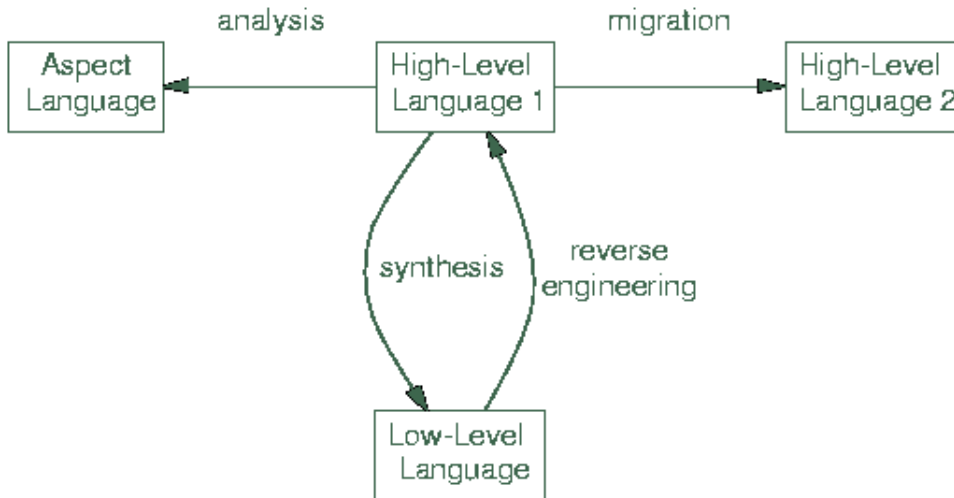 analysis
migration
Aspect
Language
High-Level
Language 1
High-Level
Language 2
synthesis
reverse
engineering
Low-Level
Language